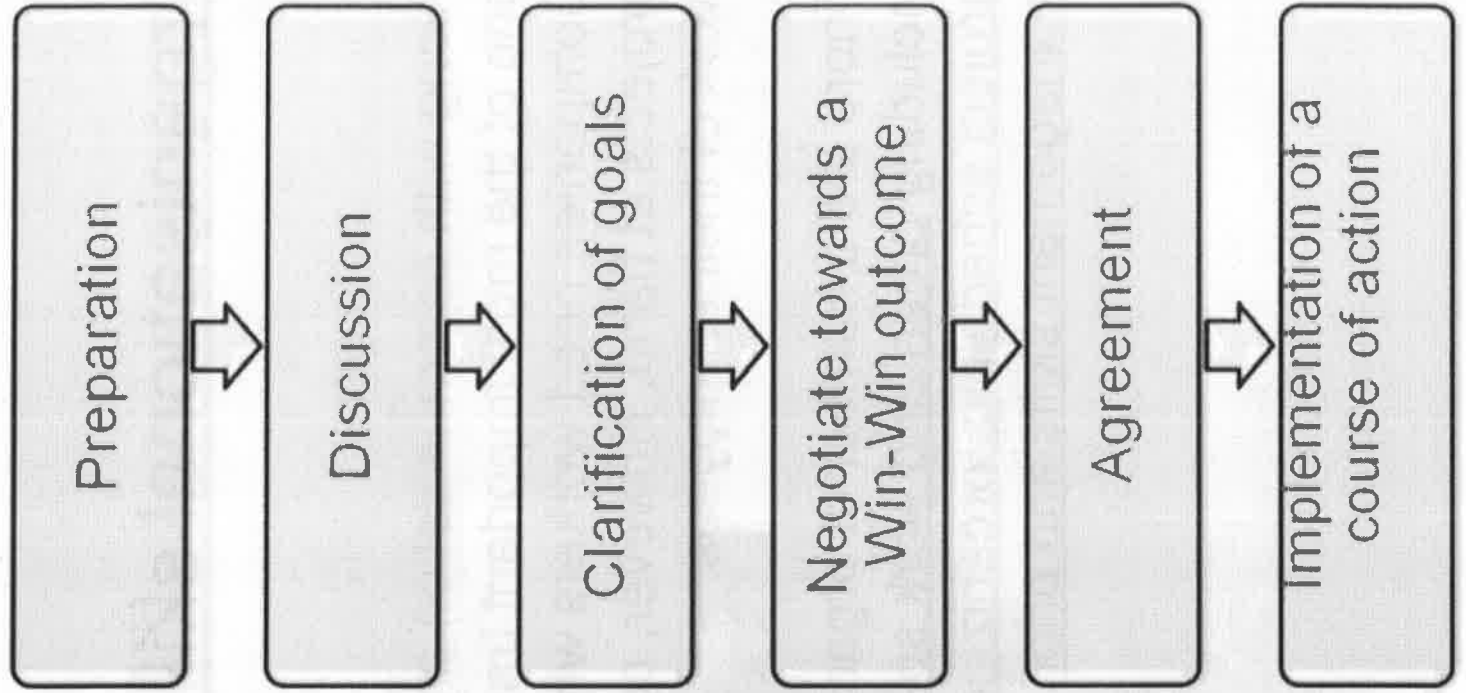 Preparation
Discussion
Clarification of goals
Negotiate towards a
Win-Win outcome
Agreement
Implementation of a
course of action